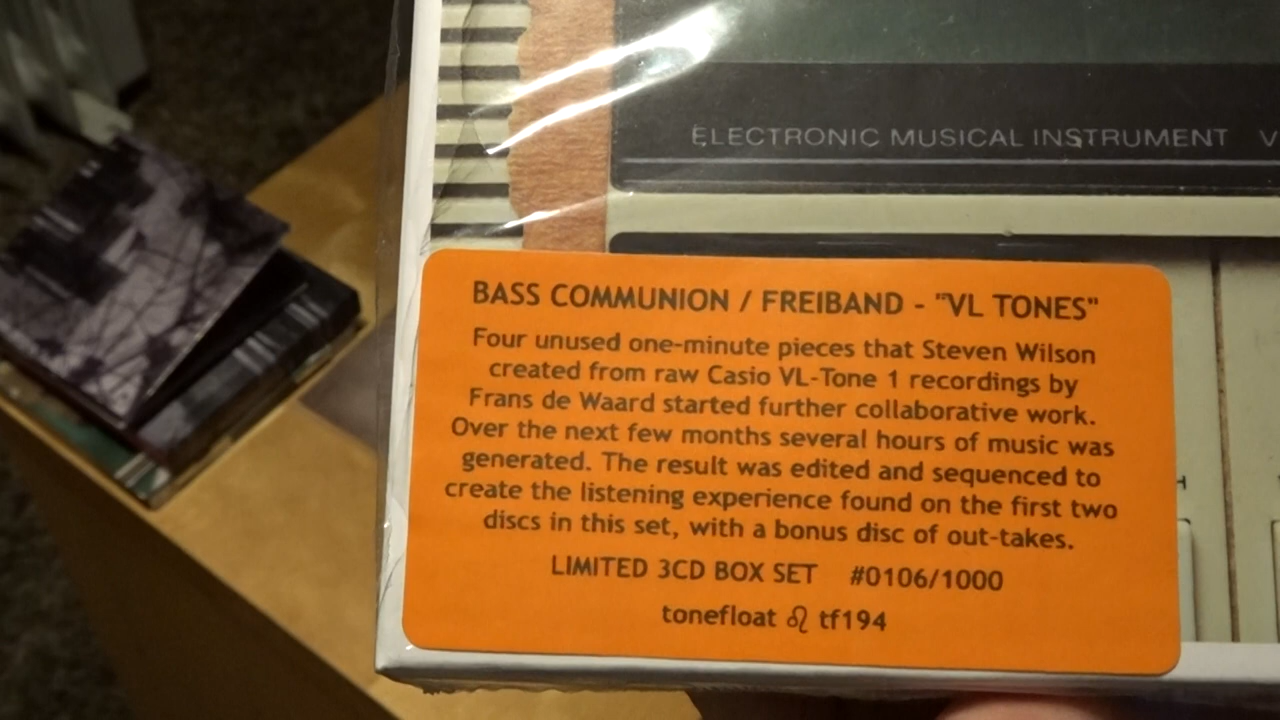 ELECTRONIC MUSICAL INSTRUMENT V
BASS COMMUNION / FREIBAND - "VL TONES"
Four unused one-minute pieces that Steven Wilson
created from raw Casio VL-Tone 1 recordings by
Frans de Waard started further collaborative work.
Over the next few months several hours of music was
generated. The result was edited and sequenced to
create the listening experience found on the first two
discs in this set, with a bonus disc of out-takes.
LIMITED 3CD BOX SET #0106/1000
tonefloat ♌ tf194